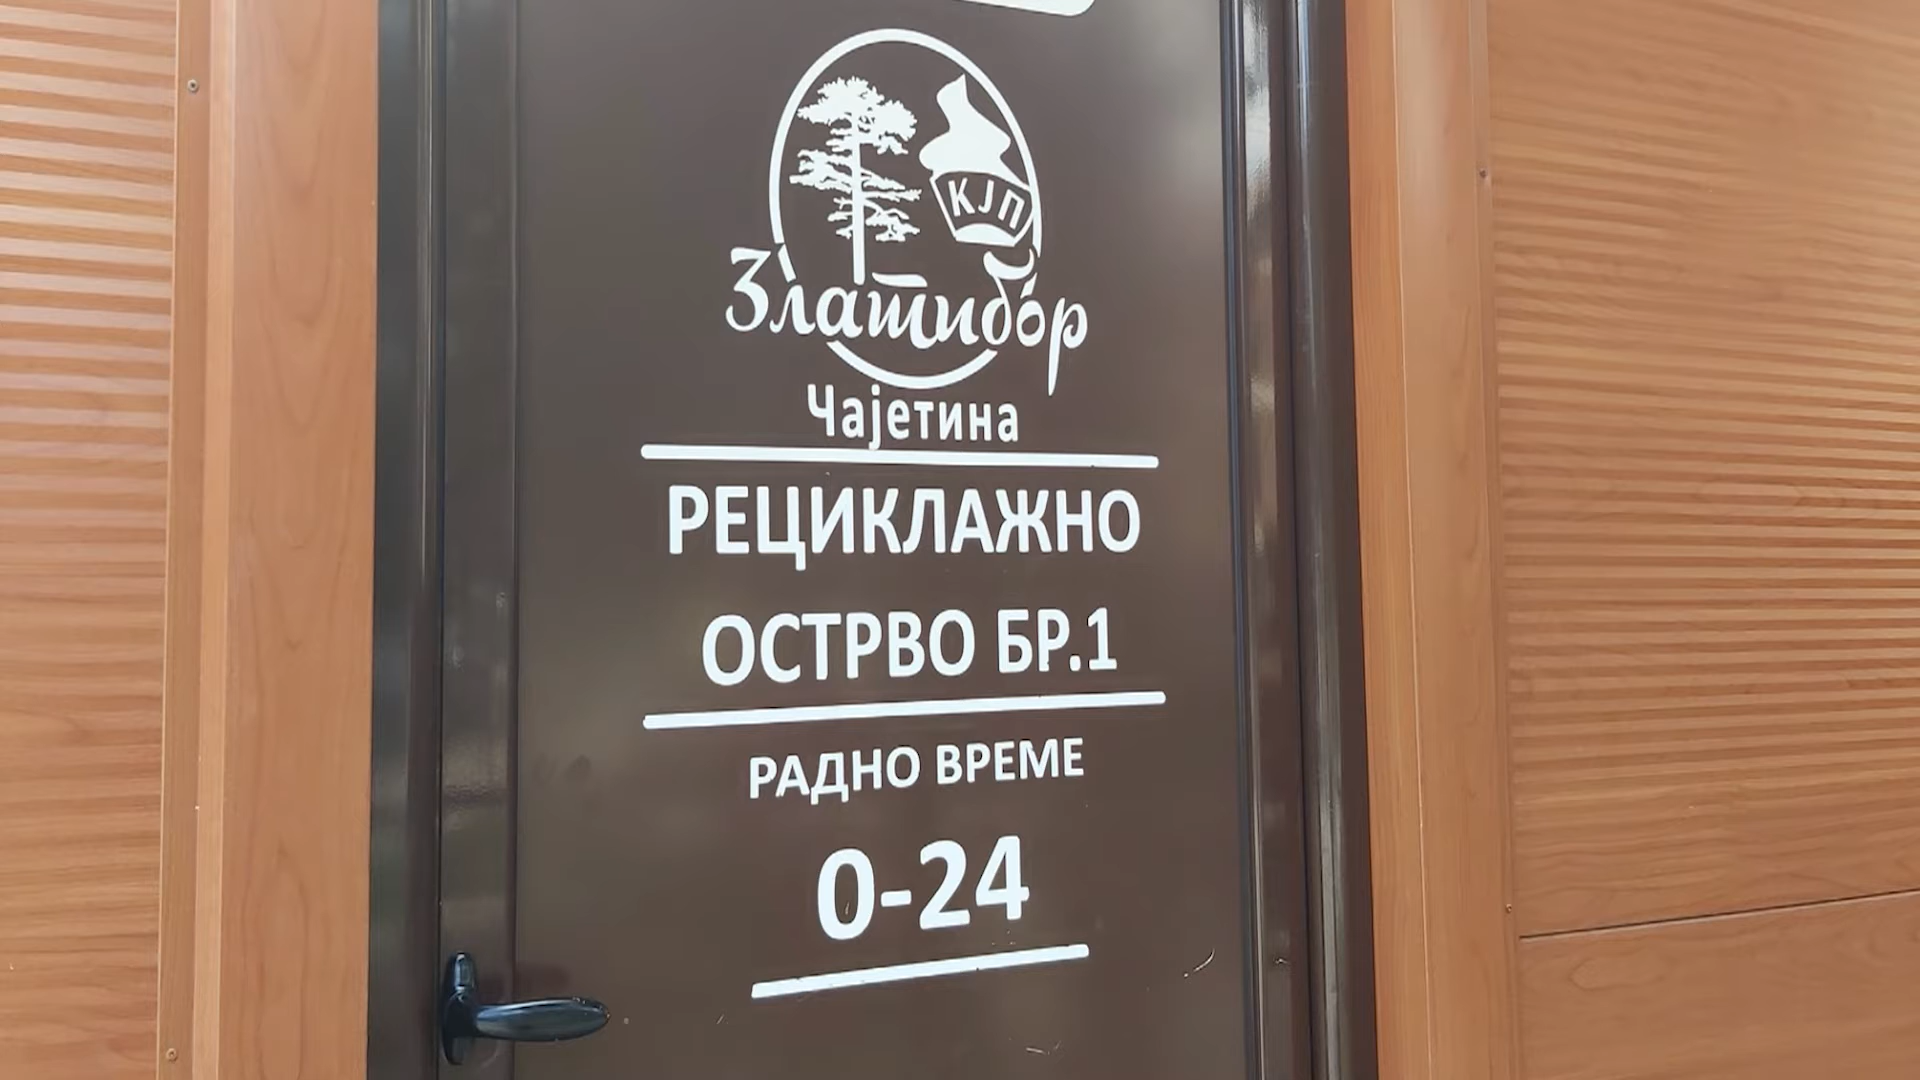 КЈП
Златибор
Чајетина
РЕЦИКЛАЖНО
ОСТРВО БР.1
РАДНО ВРЕМЕ
0-24